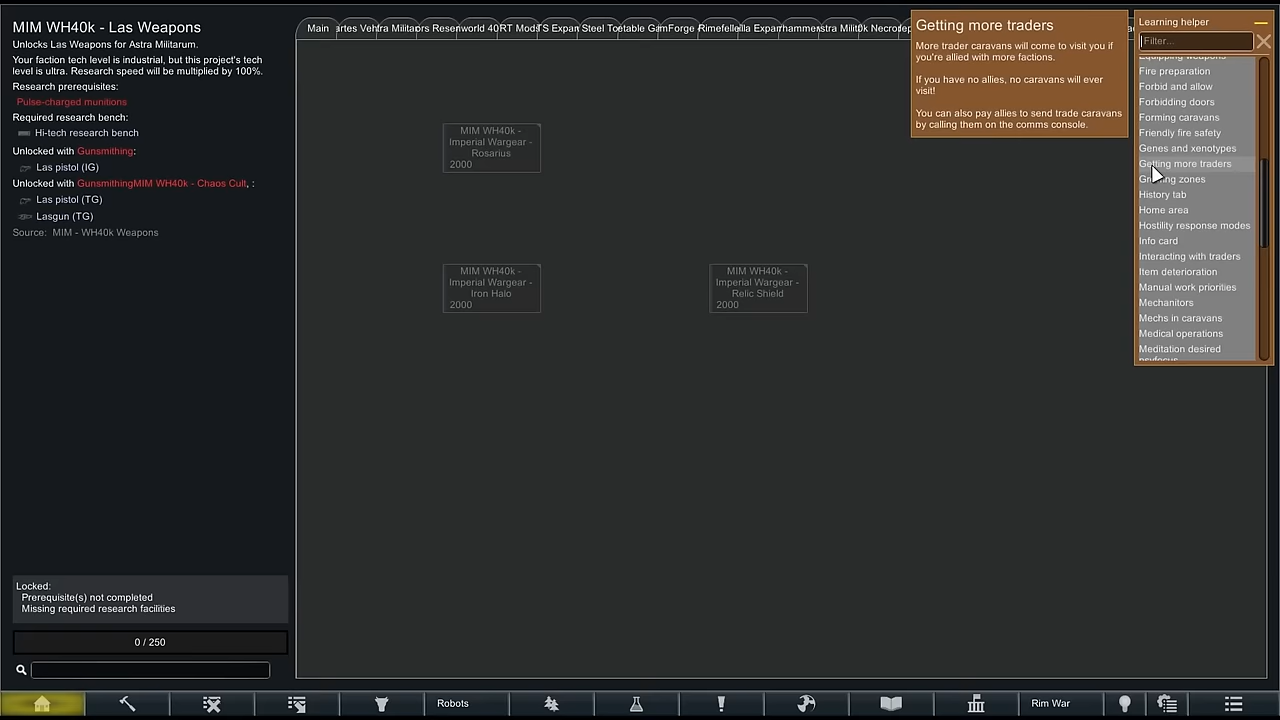 MIM WH40k - Las Weapons
Unlocks Las Weapons for Astra Militarum.
Your faction tech level is industrial, but this project's tech
level is ultra. Research speed will be multiplied by 100%.
Research prerequisites:
Pulse-charged munitions
Required research bench:
Hi-tech research bench
Unlocked with Gunsmithing:
Las pistol (IG)
Unlocked with GunsmithingMIM WH40k - Chaos Cult, :
Las pistol (TG)
Lasgun (TG)
Source: MIM - WH40k Weapons
Locked:
Prerequisite(s) not completed
Missing required research facilities
0 / 250
Main
MIM WH40k -
Imperial Wargear -
Rosarius
2000
MIM WH40k -
Imperial Wargear -
Iron Halo
2000
MIM WH40k -
Imperial Wargear -
Relic Shield
2000
Getting more traders
More trader caravans will come to visit you if
you're allied with more factions.
If you have no allies, no caravans will ever
visit!
You can also pay allies to send trade caravans
by calling them on the comms console.
Learning helper
Filter...
Equipping weapons
Fire preparation
Forbid and allow
Forbidding doors
Forming caravans
Friendly fire safety
Genes and xenotypes
Getting more traders
Growing zones
History tab
Home area
Hostility response modes
Info card
Interacting with traders
Item deterioration
Manual work priorities
Mechanitors
Mechs in caravans
Medical operations
Meditation desired
psyfocus
Robots
Rim War